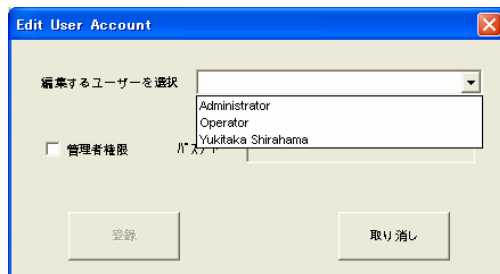 Edit User Account
編集するユーザーを選択
Administrator
Operator
Yukitaka Shirahama
管理者権限
登録
取り消し